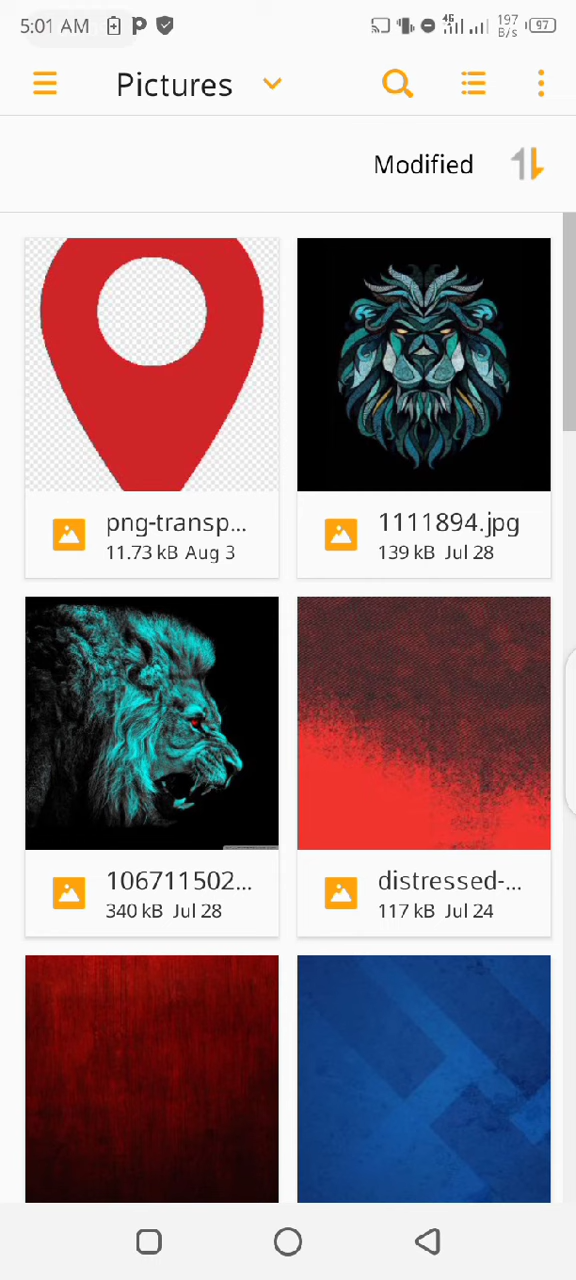 5:01 AM
4G
197
B/s
97
Pictures
Modified
png-transp...
11.73 kB Aug 3
1111894.jpg
139 kB Jul 28
106711502...
340 kB Jul 28
distressed-...
117 kB Jul 24